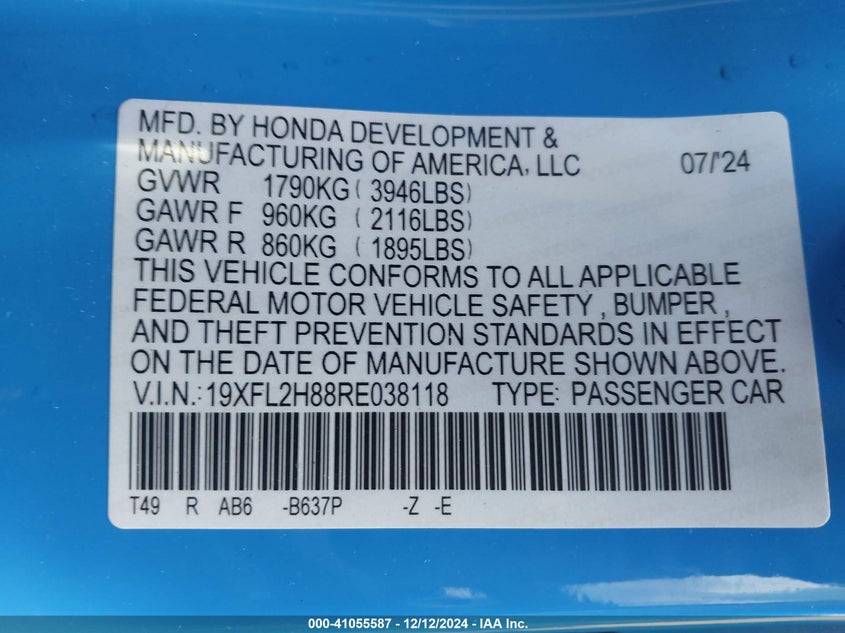 MFD. BY HONDA DEVELOPMENT &
MANUFACTURING OF AMERICA, LLC 07/'24
GVWR 1790KG ( 3946LBS)
GAWR F 960KG ( 2116LBS)
GAWR R 860KG ( 1895LBS)
THIS VEHICLE CONFORMS TO ALL APPLICABLE
FEDERAL MOTOR VEHICLE SAFETY , BUMPER ,
AND THEFT PREVENTION STANDARDS IN EFFECT
ON THE DATE OF MANUFACTURE SHOWN ABOVE.
V.I.N.: 19XFL2H88RE038118 TYPE: PASSENGER CAR
T49 R AB6 -B637P -Z -E
000-41055587 - 12/12/2024 - IAA Inc.